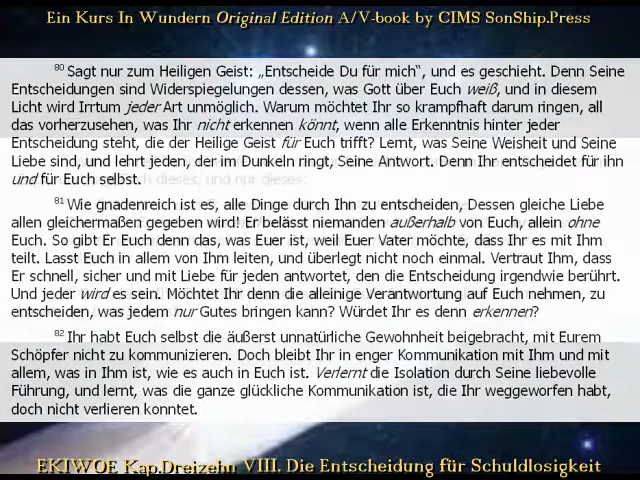 Ein Kurs In Wundern Original Edition A/V-book by CIMS SonShip.Press
80 Sagt nur zum Heiligen Geist: „Entscheide Du für mich“, und es geschieht. Denn Seine
Entscheidungen sind Widerspiegelungen dessen, was Gott über Euch weiß, und in diesem
Licht wird Irrtum jeder Art unmöglich. Warum möchtet Ihr so krampfhaft darum ringen, all
das vorherzusehen, was Ihr nicht erkennen könnt, wenn alle Erkenntnis hinter jeder
Entscheidung steht, die der Heilige Geist für Euch trifft? Lernt, was Seine Weisheit und Seine
Liebe sind, und lehrt jeden, der im Dunkeln ringt, Seine Antwort. Denn Ihr entscheidet für ihn
und für Euch selbst.
81 Wie gnadenreich ist es, alle Dinge durch Ihn zu entscheiden, Dessen gleiche Liebe
allen gleichermaßen gegeben wird! Er belässt niemanden außerhalb von Euch, allein ohne
Euch. So gibt Er Euch denn das, was Euer ist, weil Euer Vater möchte, dass Ihr es mit Ihm
teilt. Lasst Euch in allem von Ihm leiten, und überlegt nicht noch einmal. Vertraut Ihm, dass
Er schnell, sicher und mit Liebe für jeden antwortet, den die Entscheidung irgendwie berührt.
Und jeder wird es sein. Möchtet Ihr denn die alleinige Verantwortung auf Euch nehmen, zu
entscheiden, was jedem nur Gutes bringen kann? Würdet Ihr es denn erkennen?
82 Ihr habt Euch selbst die äußerst unnatürliche Gewohnheit beigebracht, mit Eurem
Schöpfer nicht zu kommunizieren. Doch bleibt Ihr in enger Kommunikation mit Ihm und mit
allem, was in Ihm ist, wie es auch in Euch ist. Verlernt die Isolation durch Seine liebevolle
Führung, und lernt, was die ganze glückliche Kommunikation ist, die Ihr weggeworfen habt,
doch nicht verlieren konntet.
EKIWOE Kap.Dreizehn VIII. Die Entscheidung für Schuldlosigkeit